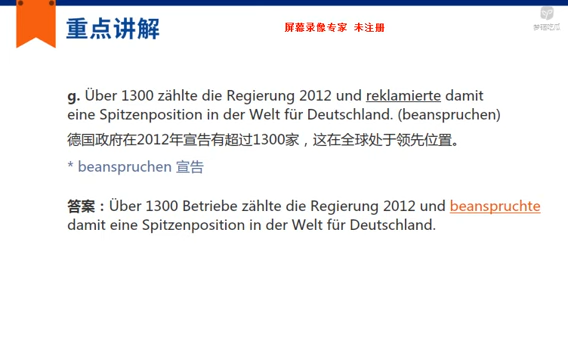 重点讲解
屏幕录像专家 未注册
g. Über 1300 zählte die Regierung 2012 und reklamierte damit
eine Spitzenposition in der Welt für Deutschland. (beanspruchen)
德国政府在2012年宣告有超过1300家，这在全球处于领先位置。
* beanspruchen 宣告
答案：Über 1300 Betriebe zählte die Regierung 2012 und beanspruchte
damit eine Spitzenposition in der Welt für Deutschland.